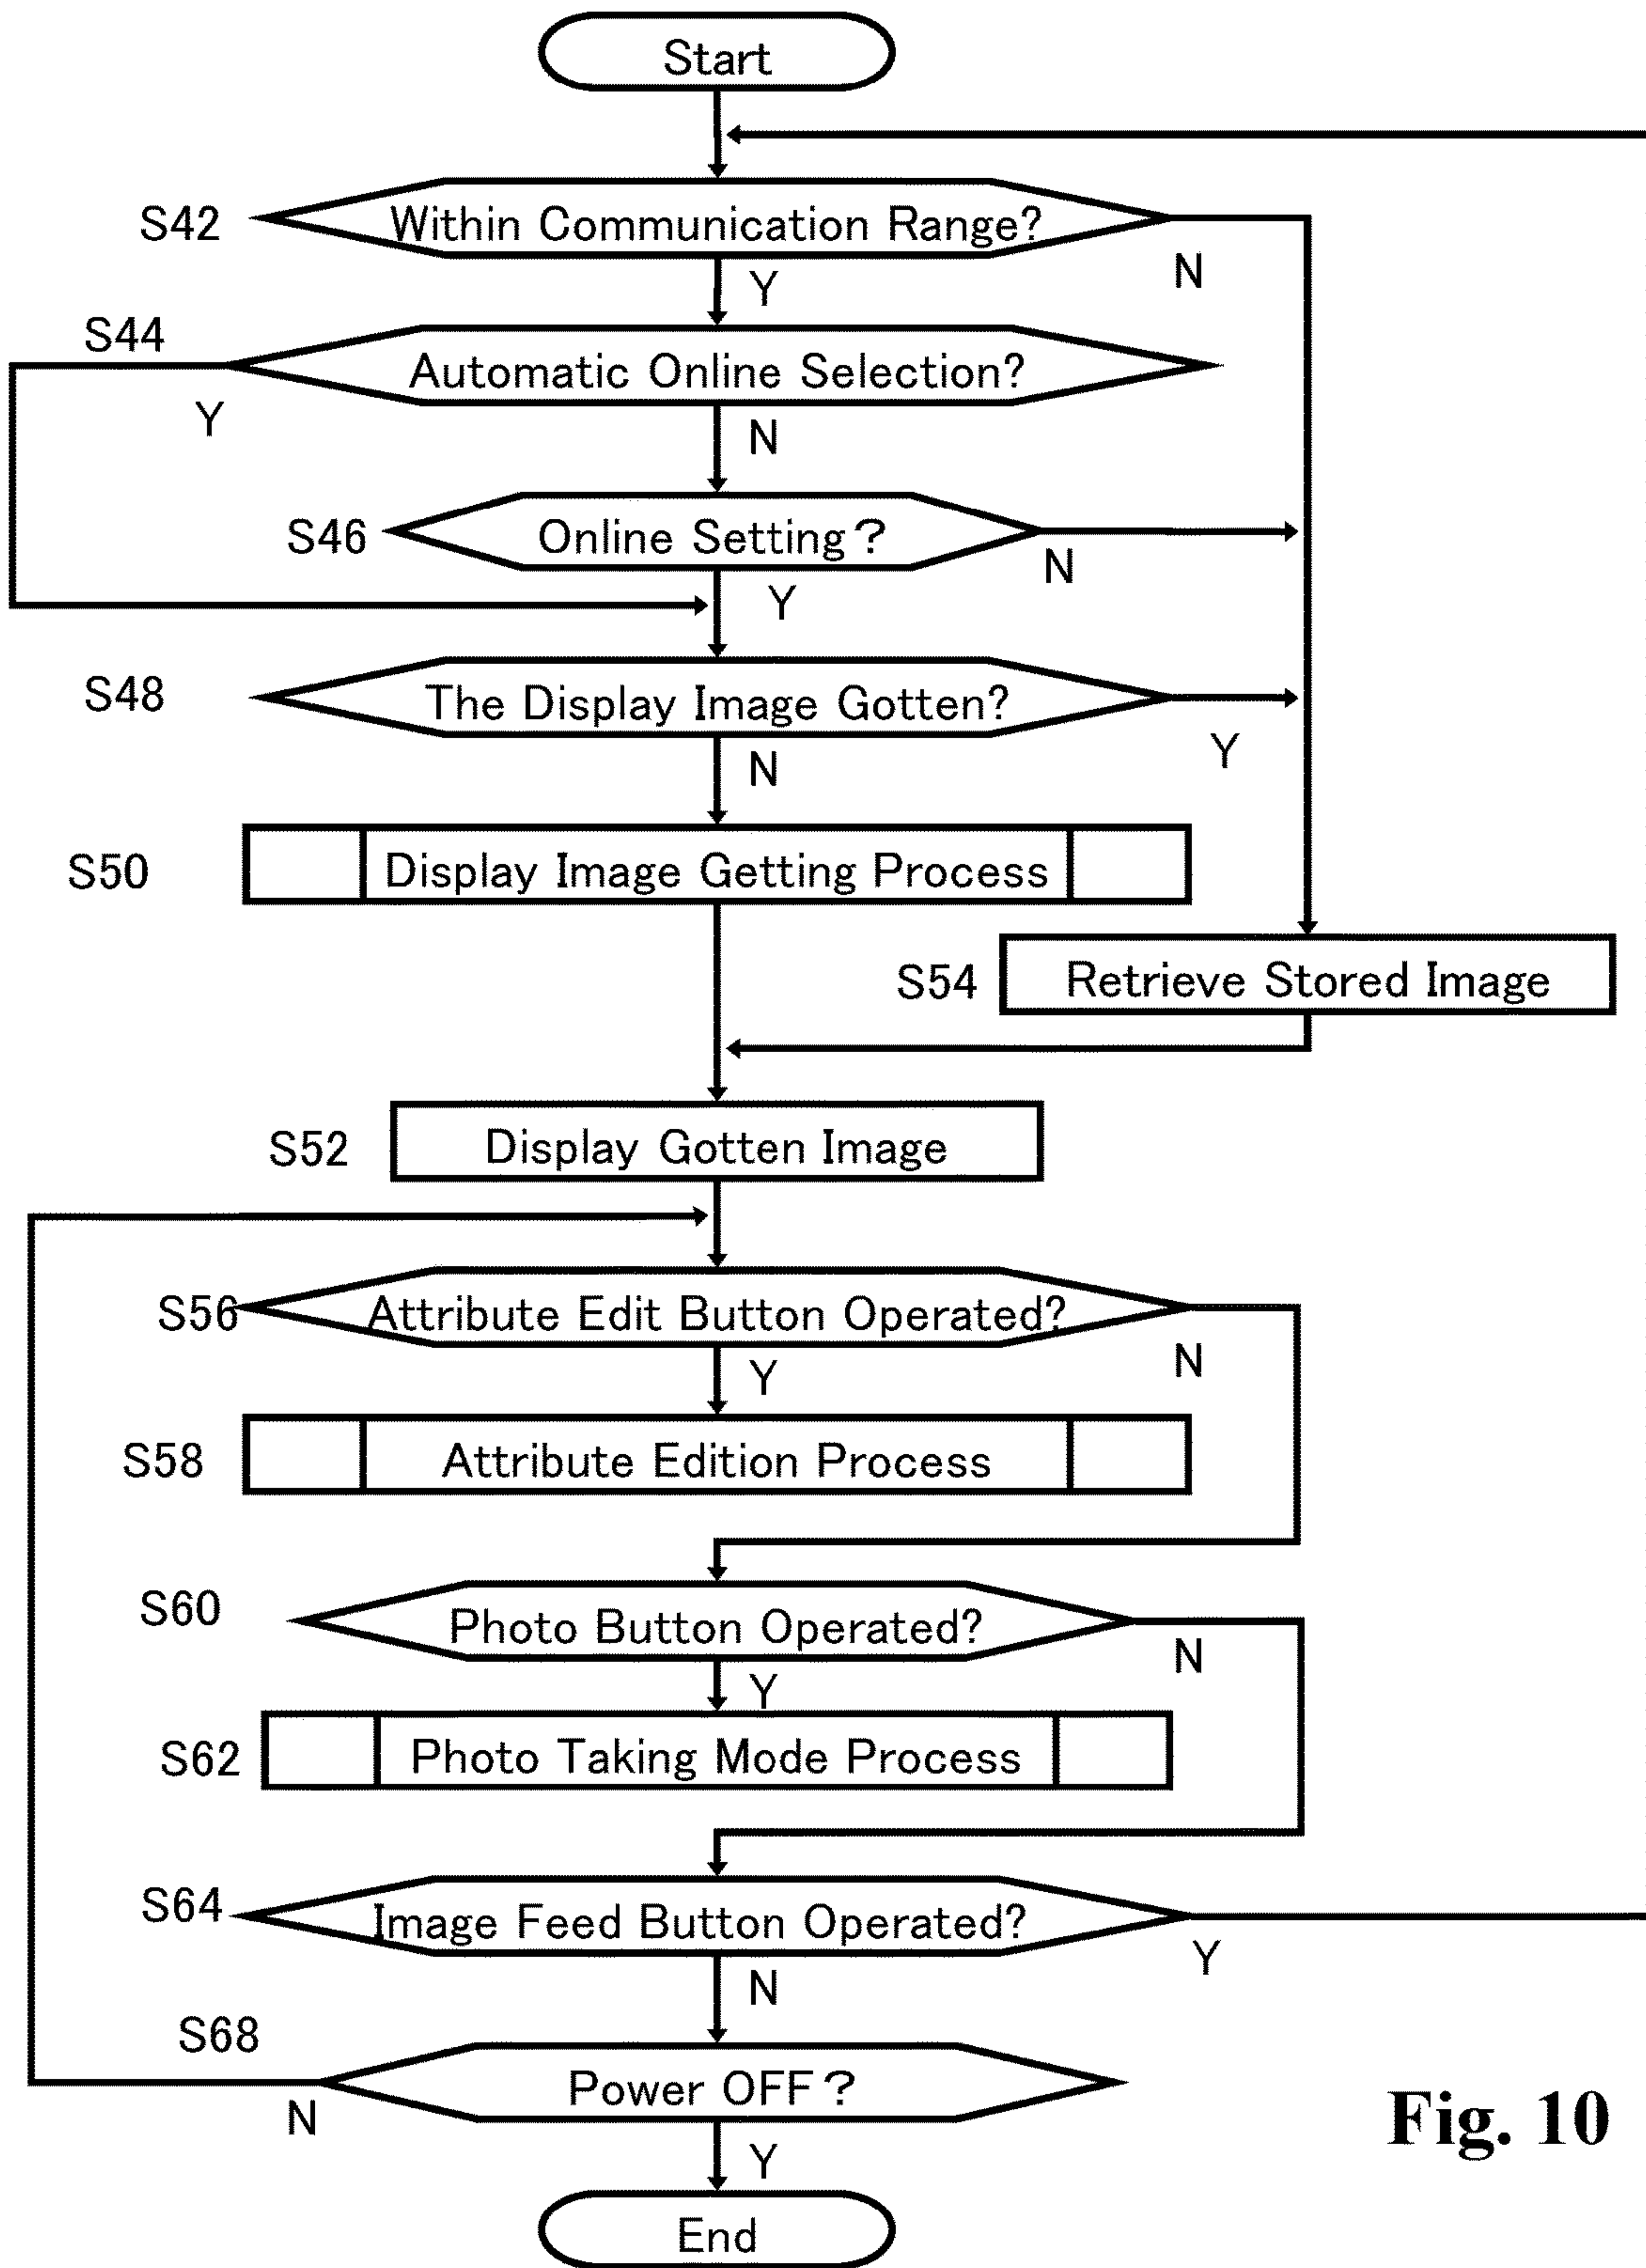 Start
S42
Within Communication Range?
N
Y
S44
Automatic Online Selection?
Y
N
S46
Online Setting?
N
Y
S48
The Display Image Gotten?
Y
N
S50
Display Image Getting Process
S54
Retrieve Stored Image
S52
Display Gotten Image
S56
Attribute Edit Button Operated?
N
Y
S58
Attribute Edition Process
S60
Photo Button Operated?
N
Y
S62
Photo Taking Mode Process
S64
Image Feed Button Operated?
Y
N
S68
Power OFF?
N
Y
End
Fig. 10